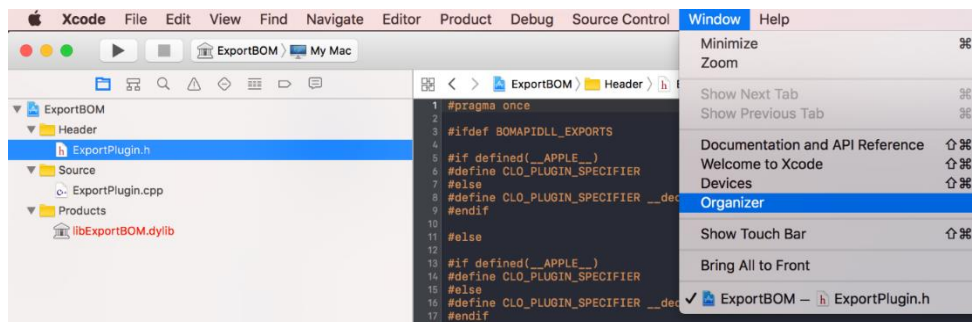 Xcode File Edit View Find Navigate Editor Product Debug Source Control Window Help
ExportBOM My Mac
Minimize ⌘
Zoom
Show Next Tab ⌘
Show Previous Tab ⌘
Documentation and API Reference ⇧⌘
Welcome to Xcode ⇧⌘
Devices ⇧⌘
Organizer
Show Touch Bar ⇧⌘
Bring All to Front
✓ ExportBOM — h ExportPlugin.h
ExportBOM
Header
h ExportPlugin.h
Source
ExportPlugin.cpp
Products
libExportBOM.dylib
ExportBOM Header h
1 #pragma once
2
3 #ifdef BOMAPIDLL_EXPORTS
4
5 #if defined(__APPLE__)
6 #define CLO_PLUGIN_SPECIFIER
7 #else
8 #define CLO_PLUGIN_SPECIFIER __dec
9 #endif
10
11 #else
12
13 #if defined(__APPLE__)
14 #define CLO_PLUGIN_SPECIFIER
15 #else
16 #define CLO_PLUGIN_SPECIFIER __dec
17 #endif